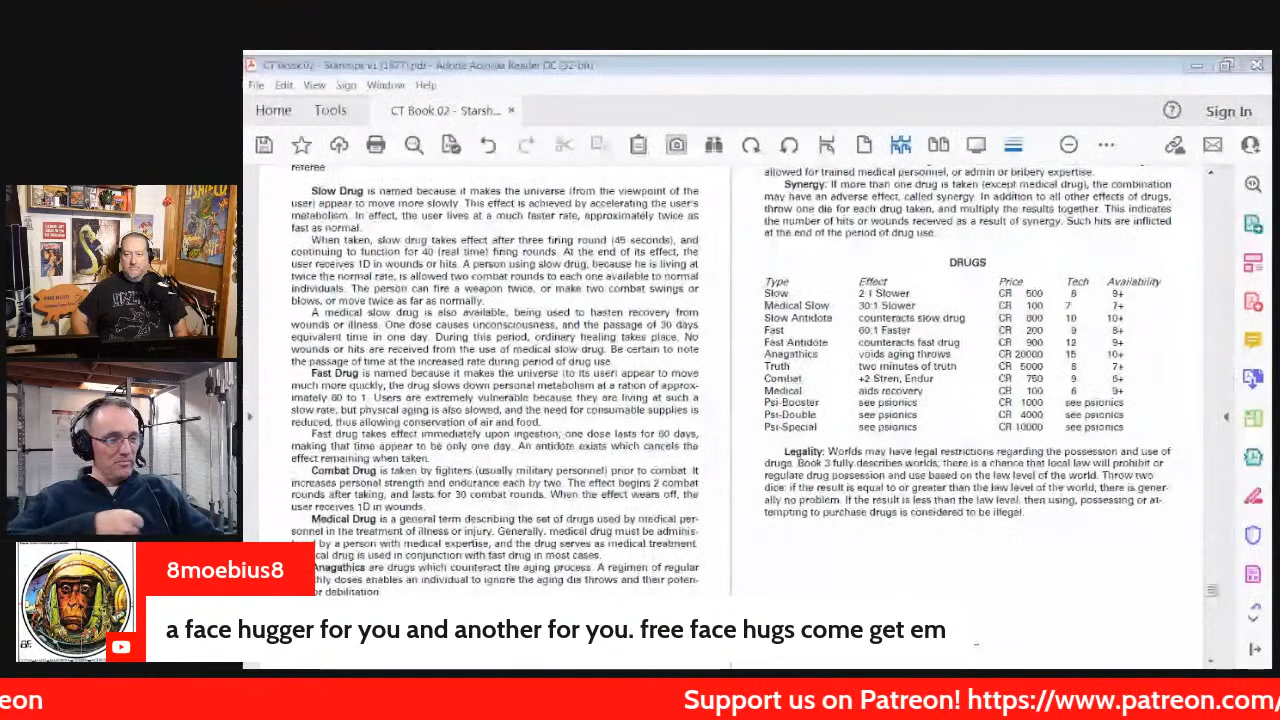 CT Book 02 - Starships v1 (1977).pdf - Adobe Acrobat Reader DC (32-bit)
File Edit View Sign Window Help
Home Tools CT Book 02 - Starsh... × Sign In
referee
Slow Drug is named because it makes the universe (from the viewpoint of the
user) appear to move more slowly. This effect is achieved by accelerating the user's
metabolism. In effect, the user lives at a much faster rate, approximately twice as
fast as normal.
When taken, slow drug takes effect after three firing round (45 seconds), and
continuing to function for 40 (real time) firing rounds. At the end of its effect, the
user receives 1D in wounds or hits. A person using slow drug, because he is living at
twice the normal rate, is allowed two combat rounds to each one available to normal
individuals. The person can fire a weapon twice, or make two combat swings or
blows, or move twice as far as normally.
A medical slow drug is also available, being used to hasten recovery from
wounds or illness. One dose causes unconsciousness, and the passage of 30 days
equivalent time in one day. During this period, ordinary healing takes place. No
wounds or hits are received from the use of medical slow drug. Be certain to note
the passage of time at the increased rate during period of drug use.
Fast Drug is named because it makes the universe (to its user) appear to move
much more quickly, the drug slows down personal metabolism at a ration of approx-
imately 60 to 1. Users are extremely vulnerable because they are living at such a
slow rate, but physical aging is also slowed, and the need for consumable supplies is
reduced, thus allowing conservation of air and food.
Fast drug takes effect immediately upon ingestion; one dose lasts for 60 days,
making that time appear to be only one day. An antidote exists which cancels the
effect remaining when taken.
Combat Drug is taken by fighters (usually military personnel) prior to combat. It
increases personal strength and endurance each by two. The effect begins 2 combat
rounds after taking, and lasts for 30 combat rounds. When the effect wears off, the
user receives 1D in wounds.
Medical Drug is a general term describing the set of drugs used by medical per-
sonnel in the treatment of illness or injury. Generally, medical drug must be adminis-
by a person with medical expertise, and the drug serves as medical treatment.
cal drug is used in conjunction with fast drug in most cases.
Anagathics are drugs which counteract the aging process. A regimen of regular
hly doses enables an individual to ignore the aging die throws and their poten-
or debilitation.
allowed for trained medical personnel, or admin or bribery expertise.
Synergy: If more than one drug is taken (except medical drug), the combination
may have an adverse effect, called synergy. In addition to all other effects of drugs,
throw one die for each drug taken, and multiply the results together. This indicates
the number of hits or wounds received as a result of synergy. Such hits are inflicted
at the end of the period of drug use.
DRUGS
Type Effect Price Tech Availability
Slow 2:1 Slower CR 500 8 9+
Medical Slow 30:1 Slower CR 100 7 7+
Slow Antidote counteracts slow drug CR 800 10 10+
Fast 60:1 Faster CR 200 9 8+
Fast Antidote counteracts fast drug CR 900 12 9+
Anagathics voids aging throws CR 20000 15 10+
Truth two minutes of truth CR 5000 8 7+
Combat +2 Stren, Endur CR 750 9 6+
Medical aids recovery CR 100 6 9+
Psi-Booster see psionics CR 1000 see psionics
Psi-Double see psionics CR 4000 see psionics
Psi-Special see psionics CR 10000 see psionics
Legality: Worlds may have legal restrictions regarding the possession and use of
drugs. Book 3 fully describes worlds; there is a chance that local law will prohibit or
regulate drug possession and use based on the law level of the world. Throw two
dice: if the result is equal to or greater than the law level of the world, there is gener-
ally no problem. If the result is less than the law level, then using, possessing or at-
tempting to purchase drugs is considered to be illegal.
8moebius8
a face hugger for you and another for you. free face hugs come get em
eon Support us on Patreon! https://www.patreon.com/